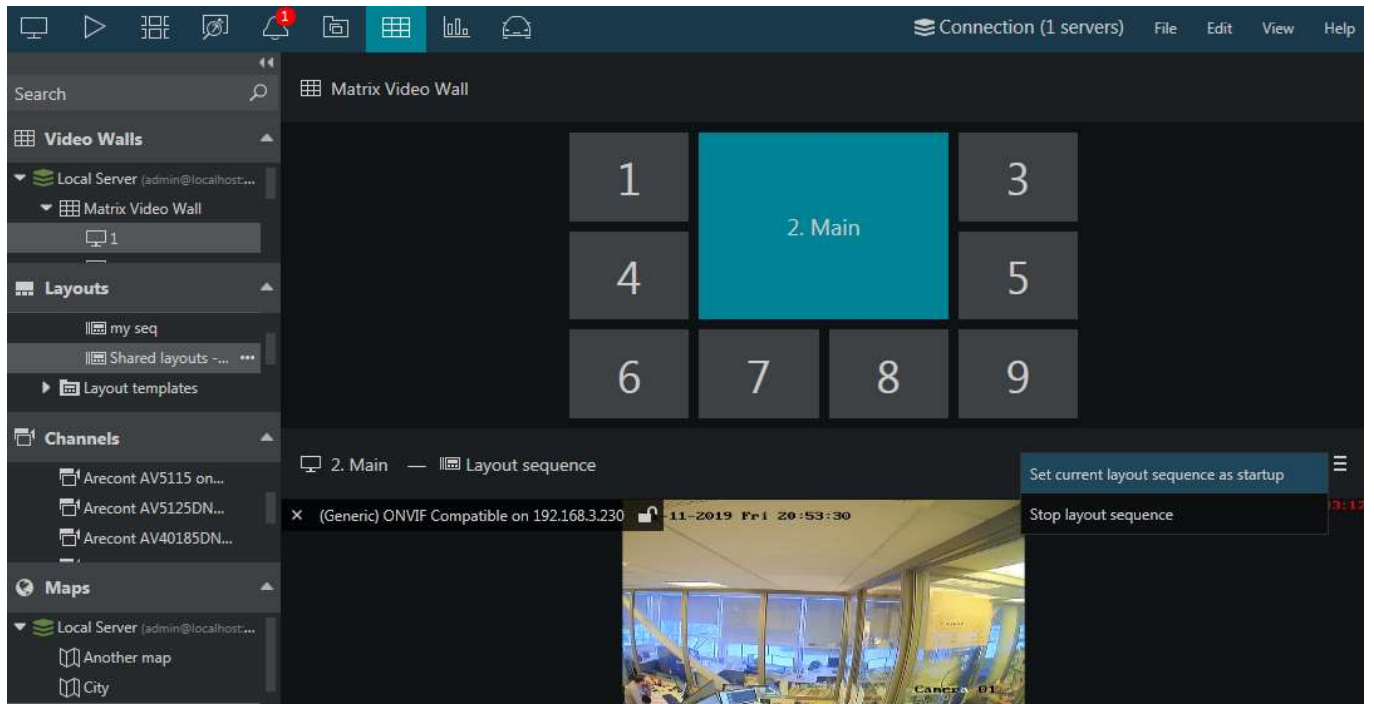 1
Connection (1 servers) File Edit View Help
Search
Matrix Video Wall
Video Walls
Local Server (admin@localhost:...
Matrix Video Wall
1
1
3
2. Main
4
5
6
7
8
9
Layouts
my seq
Shared layouts -... •••
Layout templates
Channels
Arecont AV5115 on...
Arecont AV5125DN...
Arecont AV40185DN...
2. Main — Layout sequence
Set current layout sequence as startup
Stop layout sequence
(Generic) ONVIF Compatible on 192.168.3.230
-11-2019 Fri 20:53:30
Camera 01
Maps
Local Server (admin@localhost:...
Another map
City